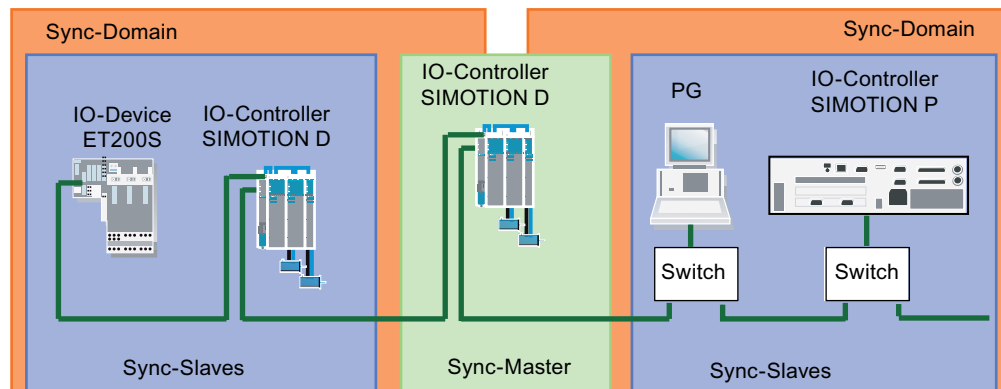 Sync-Domain
Sync-Domain
IO-Device
ET200S
IO-Controller
SIMOTION D
IO-Controller
SIMOTION D
PG
IO-Controller
SIMOTION P
Switch
Switch
Sync-Slaves
Sync-Master
Sync-Slaves